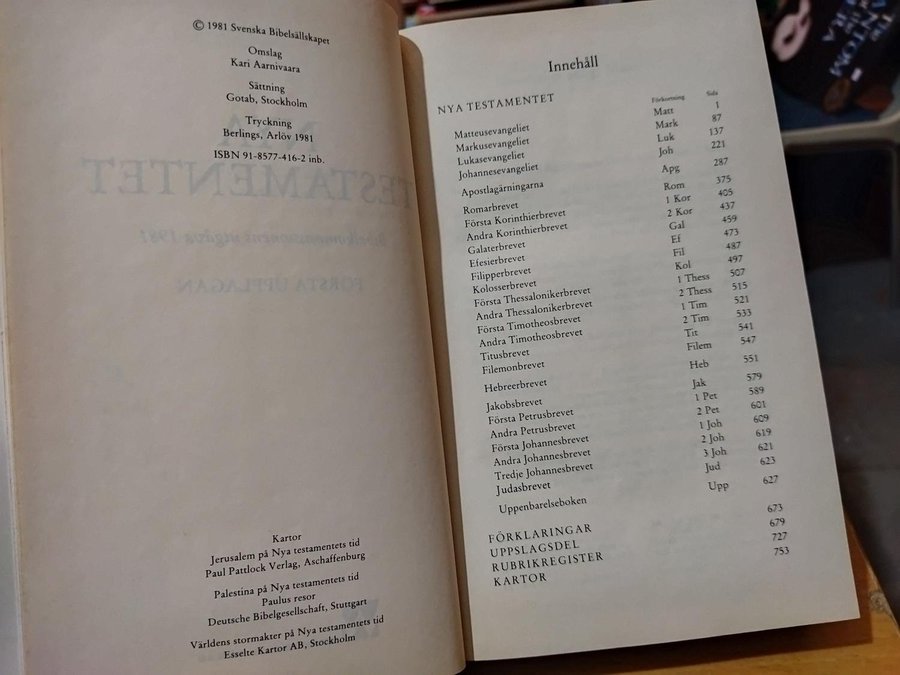 © 1981 Svenska Bibelsällskapet
Omslag
Kari Aarnivaara
Sättning
Gotab, Stockholm
Tryckning
Berlings, Arlöv 1981
ISBN 91-8577-416-2 inb.
Kartor
Jerusalem på Nya testamentets tid
Paul Pattlock Verlag, Aschaffenburg
Palestina på Nya testamentets tid
Paulus resor
Deutsche Bibelgesellschaft, Stuttgart
Världens stormakter på Nya testamentets tid
Esselte Kartor AB, Stockholm
Innehåll
NYA TESTAMENTET Förkortning Sida
Matteusevangeliet Matt 1
Markusevangeliet Mark 87
Lukasevangeliet Luk 137
Johannesevangeliet Joh 221
Apostlagärningarna Apg 287
Romarbrevet Rom 375
Första Korinthierbrevet 1 Kor 405
Andra Korinthierbrevet 2 Kor 437
Galaterbrevet Gal 459
Efesierbrevet Ef 473
Filipperbrevet Fil 487
Kolosserbrevet Kol 497
Första Thessalonikerbrevet 1 Thess 507
Andra Thessalonikerbrevet 2 Thess 515
Första Timotheosbrevet 1 Tim 521
Andra Timotheosbrevet 2 Tim 533
Titusbrevet Tit 541
Filemonbrevet Filem 547
Hebreerbrevet Heb 551
Jakobsbrevet Jak 579
Första Petrusbrevet 1 Pet 589
Andra Petrusbrevet 2 Pet 601
Första Johannesbrevet 1 Joh 609
Andra Johannesbrevet 2 Joh 619
Tredje Johannesbrevet 3 Joh 621
Judasbrevet Jud 623
Uppenbarelseboken Upp 627
FÖRKLARINGAR 673
UPPSLAGSDEL 679
RUBRIKREGISTER 727
KARTOR 753